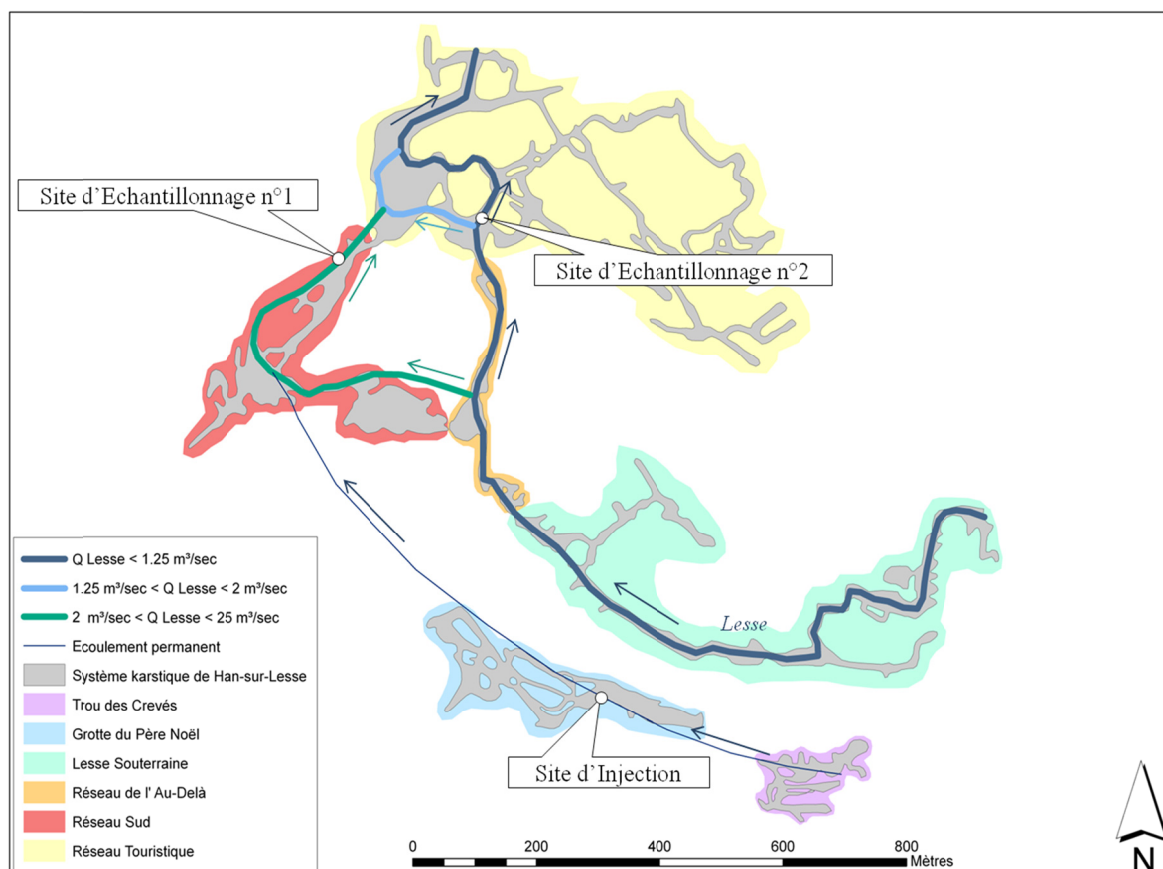 Site d'Echantillonnage n°1
Site d'Echantillonnage n°2
Lesse
Site d'Injection
Q Lesse < 1.25 m³/sec
1.25 m³/sec < Q Lesse < 2 m³/sec
2 m³/sec < Q Lesse < 25 m³/sec
Ecoulement permanent
Système karstique de Han-sur-Lesse
Trou des Crevés
Grotte du Père Noël
Lesse Souterraine
Réseau de l' Au-Delà
Réseau Sud
Réseau Touristique
0 200 400 600 800
Mètres
N